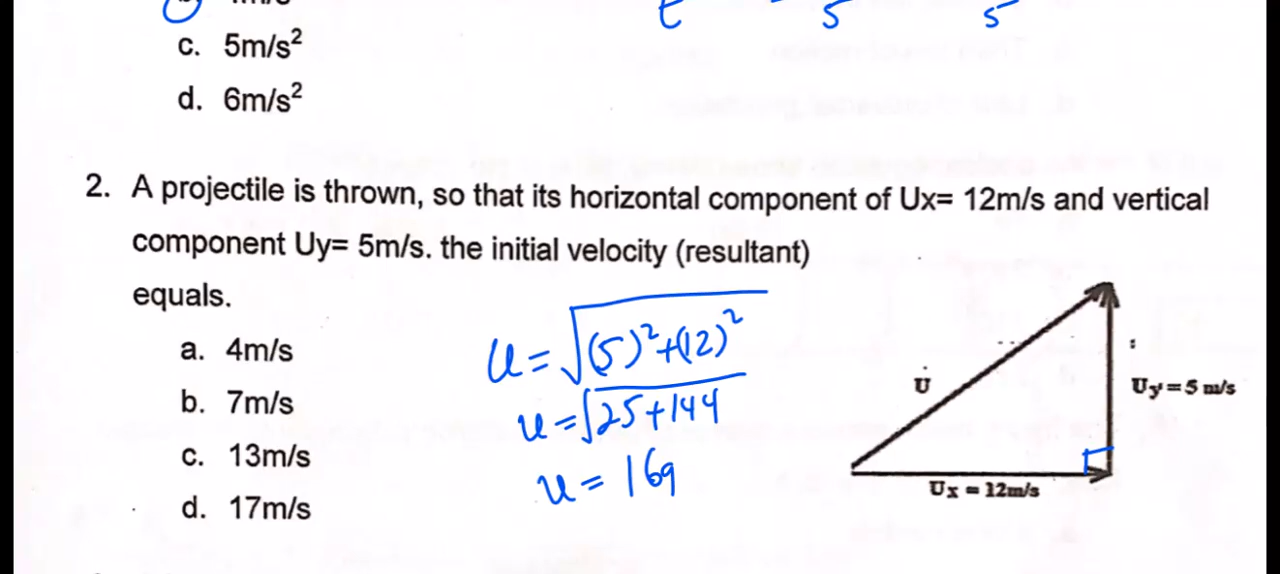 t 5 5
c. 5m/s²
d. 6m/s²
2. A projectile is thrown, so that its horizontal component of Ux= 12m/s and vertical
component Uy= 5m/s. the initial velocity (resultant)
equals.
a. 4m/s
b. 7m/s
c. 13m/s
d. 17m/s
u = √(5)²+(12)²
u = √25+144
u = 169
U
Uy = 5 m/s
Ux = 12m/s